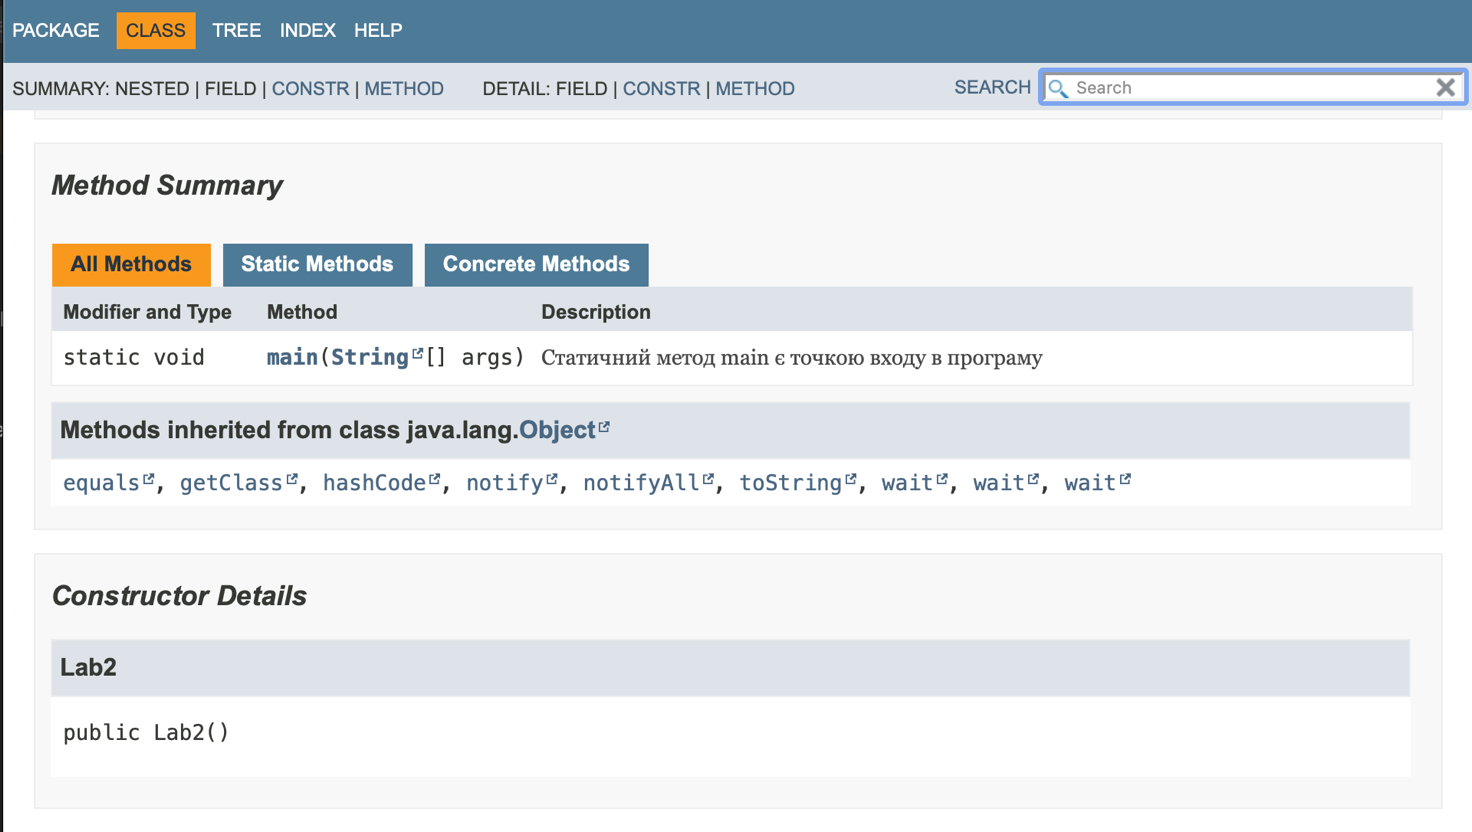 PACKAGE CLASS TREE INDEX HELP
SUMMARY: NESTED | FIELD | CONSTR | METHOD DETAIL: FIELD | CONSTR | METHOD SEARCH Search
Method Summary
All Methods Static Methods Concrete Methods
Modifier and Type Method Description
static void main(String[] args) Статичний метод main є точкою входу в програму
Methods inherited from class java.lang.Object
equals, getClass, hashCode, notify, notifyAll, toString, wait, wait, wait
Constructor Details
Lab2
public Lab2()